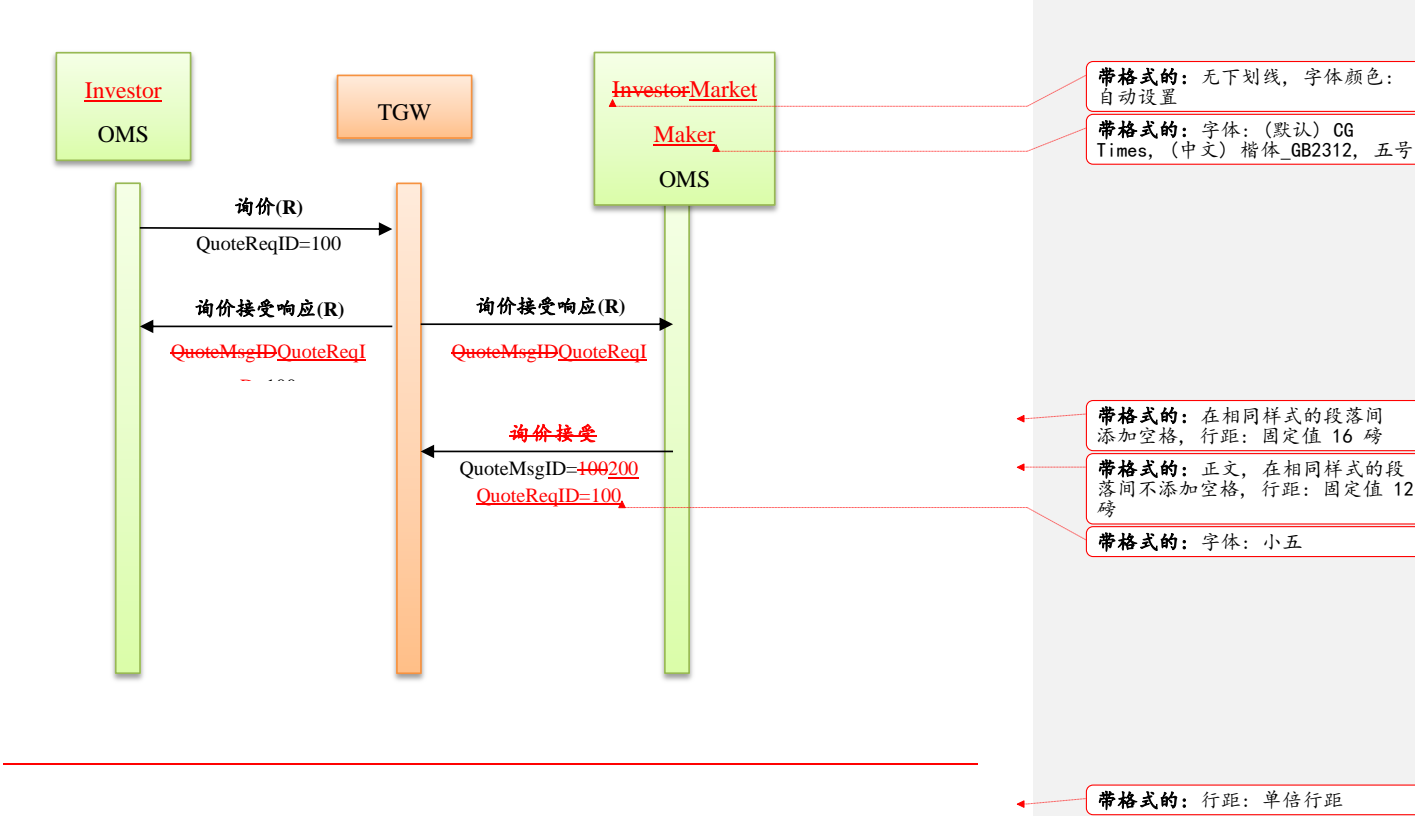 Investor
OMS
TGW
InvestorMarket
Maker
OMS
询价(R)
QuoteReqID=100
询价接受响应(R)
QuoteMsgIDQuoteReqI
询价接受响应(R)
QuoteMsgIDQuoteReqI
询价接受
QuoteMsgID=100200
QuoteReqID=100
带格式的: 无下划线, 字体颜色:
自动设置
带格式的: 字体: (默认) CG
Times, (中文) 楷体_GB2312, 五号
带格式的: 在相同样式的段落间
添加空格, 行距: 固定值 16 磅
带格式的: 正文, 在相同样式的段
落间不添加空格, 行距: 固定值 12
磅
带格式的: 字体: 小五
带格式的: 行距: 单倍行距